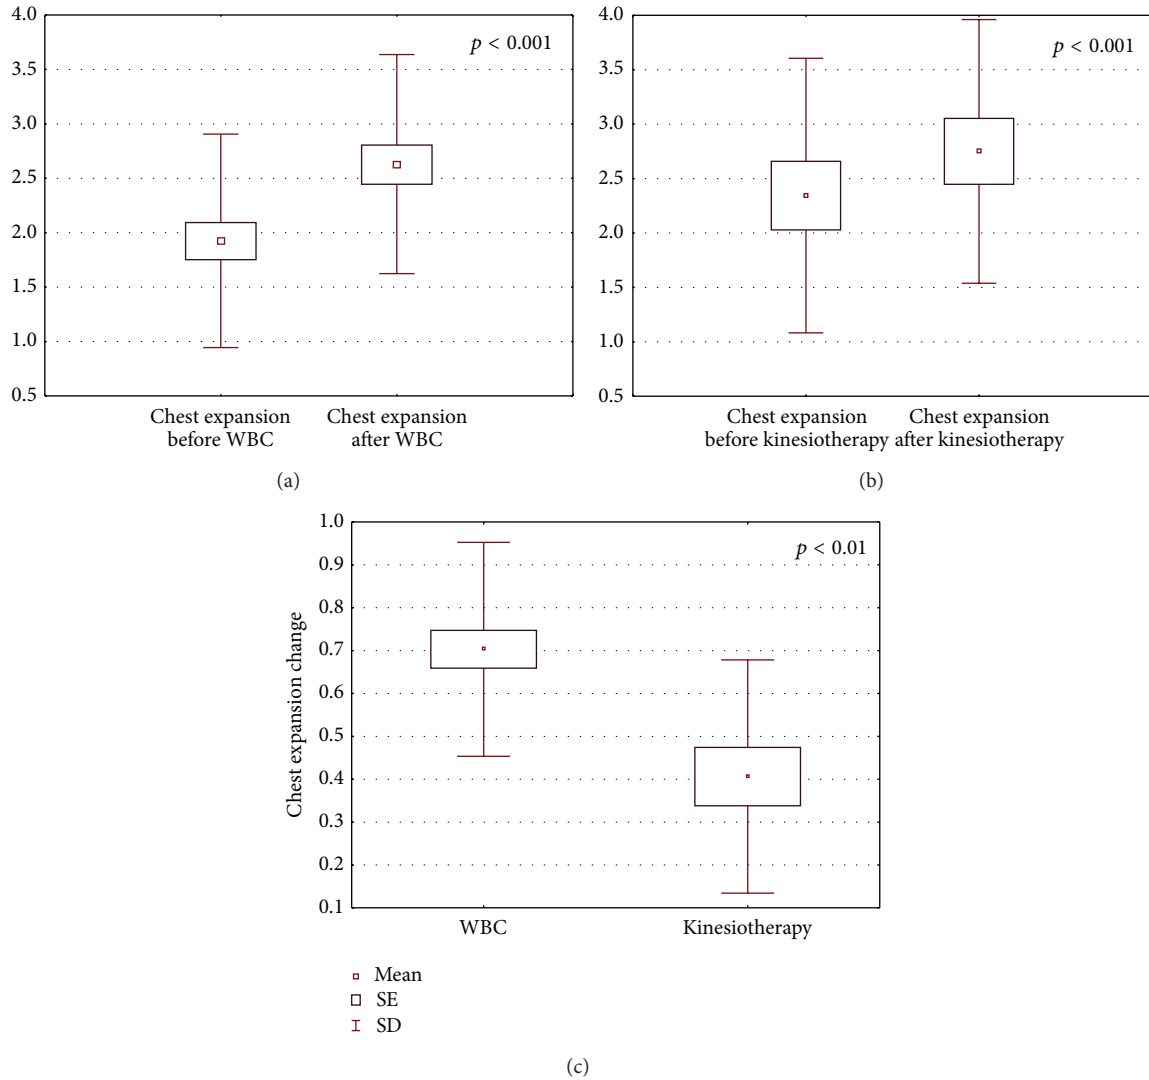 4.0
3.5
3.0
2.5
2.0
1.5
1.0
0.5
p < 0.001
Chest expansion
before WBC
Chest expansion
after WBC
(a)
4.0
3.5
3.0
2.5
2.0
1.5
1.0
0.5
p < 0.001
Chest expansion
before kinesiotherapy
Chest expansion
after kinesiotherapy
(b)
Chest expansion change
1.0
0.9
0.8
0.7
0.6
0.5
0.4
0.3
0.2
0.1
p < 0.01
WBC
Kinesiotherapy
Mean
SE
SD
(c)